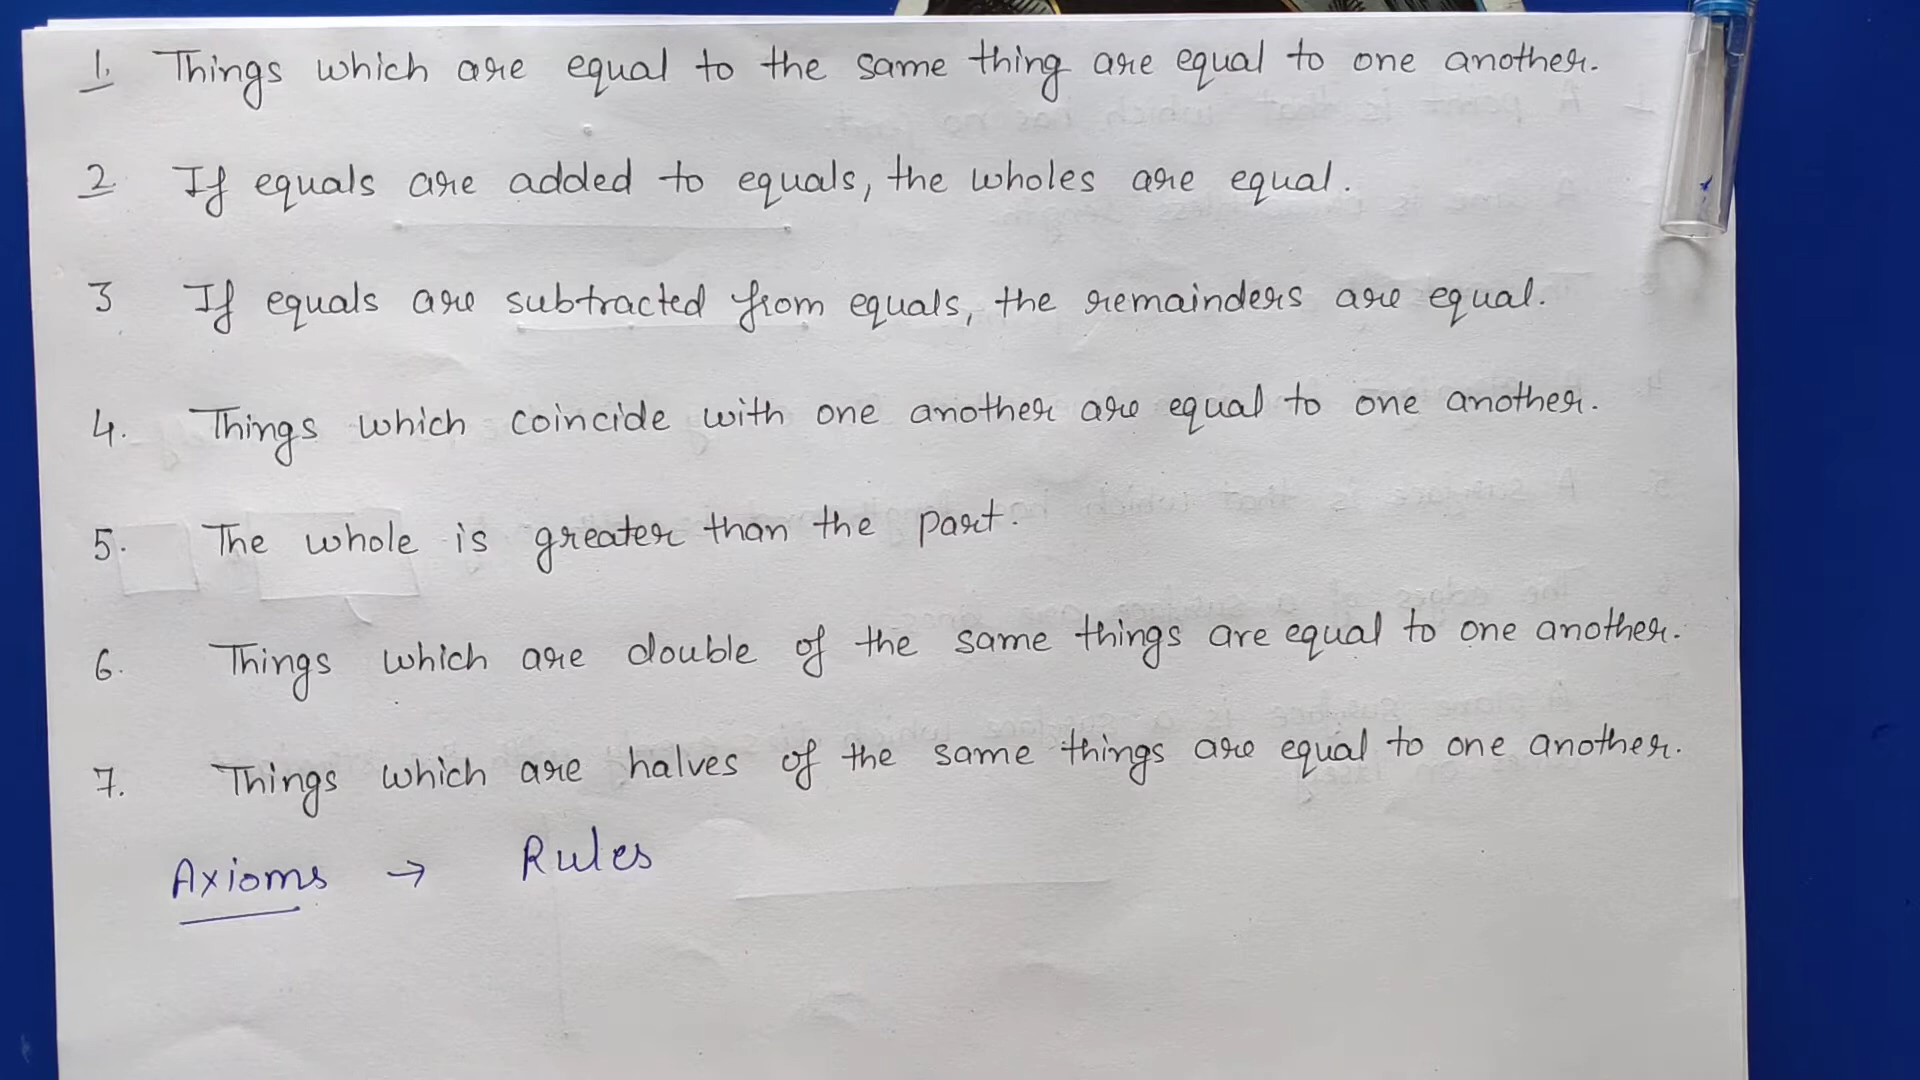 1. Things which are equal to the same thing are equal to one another.
2 If equals are added to equals, the wholes are equal.
3 If equals are subtracted from equals, the remainders are equal.
4. Things which coincide with one another are equal to one another.
5. The whole is greater than the part.
6. Things which are double of the same things are equal to one another.
7. Things which are halves of the same things are equal to one another.
Axioms → Rules